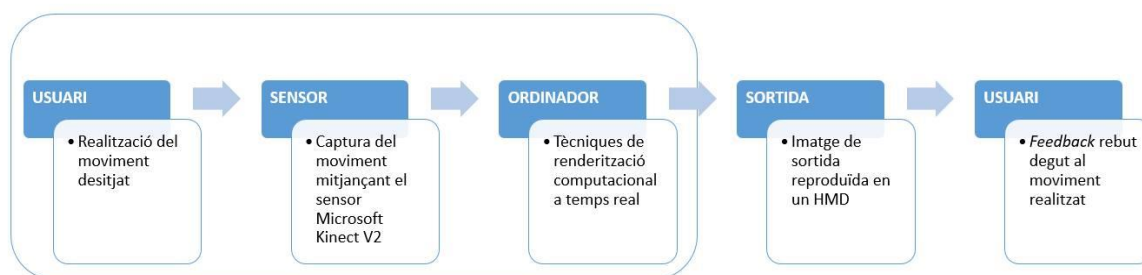 USUARI
• Realització del
moviment
desitjat
SENSOR
• Captura del
moviment
mitjançant el
sensor
Microsoft
Kinect V2
ORDINADOR
• Tècniques de
renderització
computacional
a temps real
SORTIDA
• Imatge de
sortida
reproduïda en
un HMD
USUARI
• Feedback rebut
degut al
moviment
realitzat